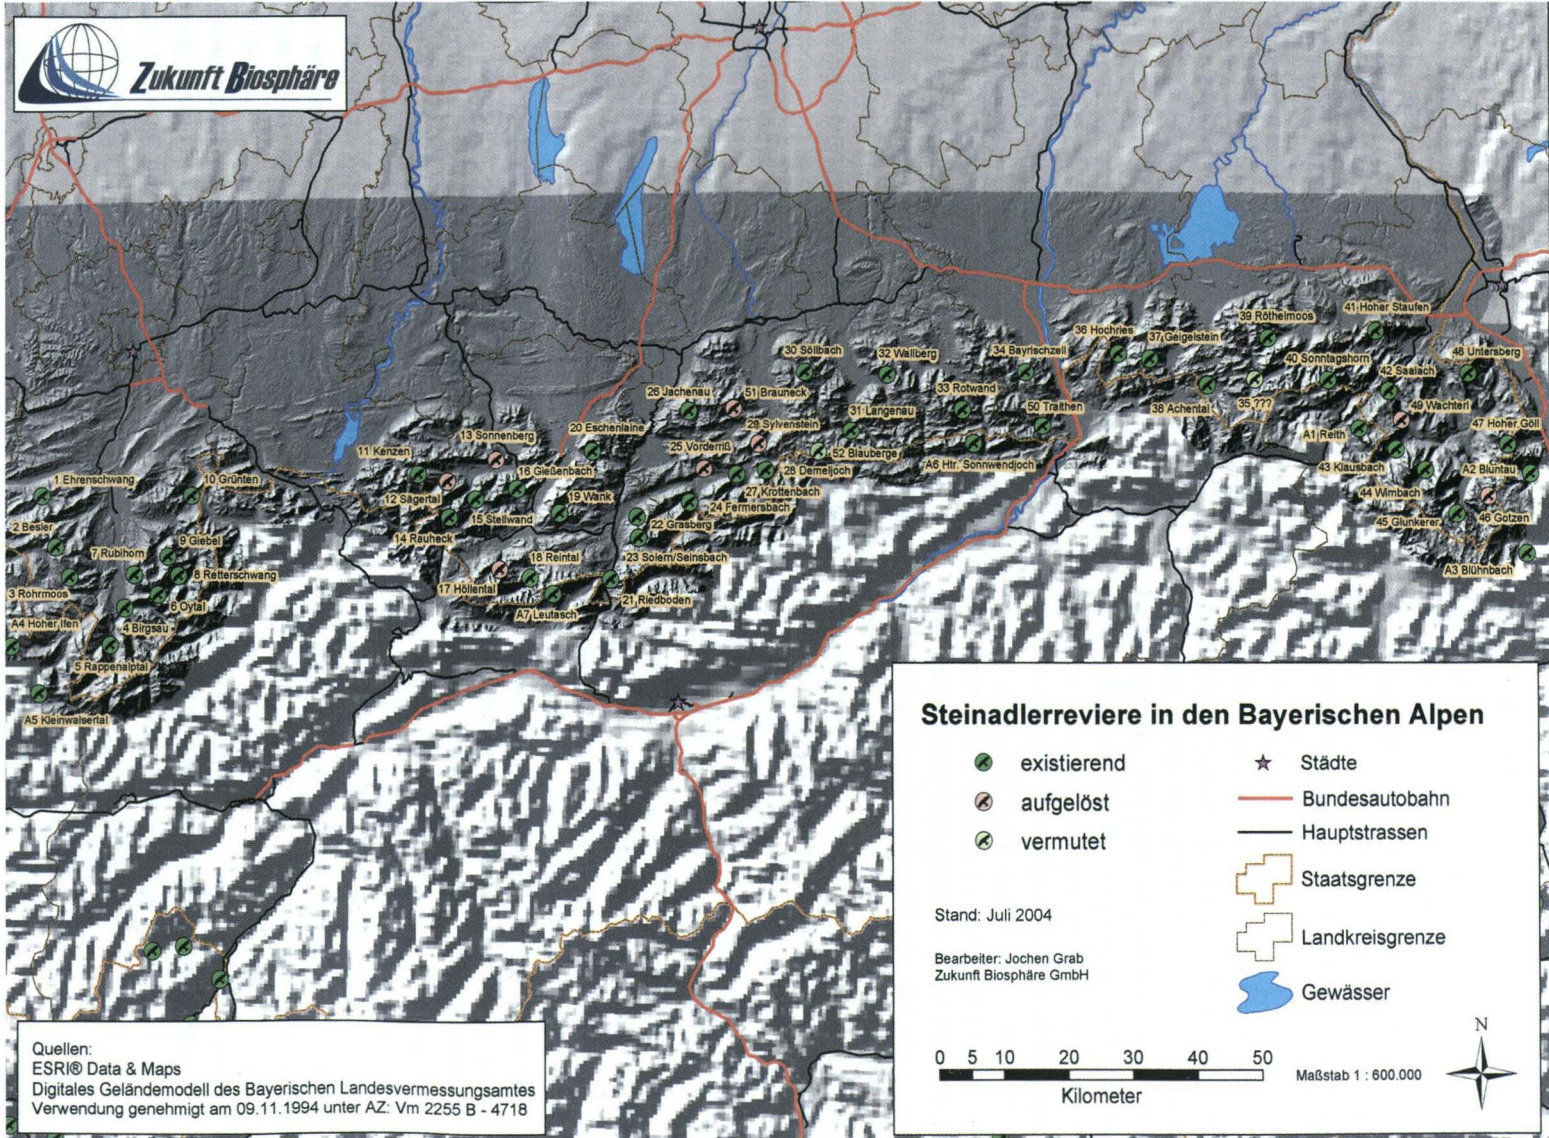 Zukunft Biosphäre
41 Hoher Staufen
39 Röthelmoos
36 Hochries
37 Geigelstein
30 Söllbach
32 Wallberg
34 Bayrischzell
40 Sonntagshorn
48 Untersberg
42 Saalach
26 Jachenau
51 Brauneck
33 Rotwand
35 ???
49 Wachterl
31 Langenau
50 Traithen
38 Achental
47 Hoher Göll
20 Eschenlaine
29 Sylvenstein
A1 Reith
13 Sonnenberg
25 Vorderriß
52 Blauberge
11 Kenzen
16 Gießenbach
28 Demeljoch
A6 Htr. Sonnwendjoch
43 Klausbach
A2 Blüntau
1 Ehrenschwang
10 Grünten
27 Krottenbach
44 Wimbach
12 Sägertal
19 Wank
24 Fermersbach
2 Besler
15 Stellwand
22 Grasberg
45 Glunkerer
46 Gotzen
9 Giebel
14 Rauheck
7 Rubihorn
18 Reintal
23 Solern/Seinsbach
A3 Blühnbach
8 Retterschwang
3 Rohrmoos
17 Höllental
21 Riedboden
6 Oytal
A7 Leutasch
A4 Hoher Ifen
4 Birgsau
5 Rappenalptal
A5 Kleinwalsertal
Steinadlerreviere in den Bayerischen Alpen
existierend
aufgelöst
vermutet
Städte
Bundesautobahn
Hauptstrassen
Staatsgrenze
Landkreisgrenze
Gewässer
Stand: Juli 2004
Bearbeiter: Jochen Grab
Zukunft Biosphäre GmbH
N
0 5 10 20 30 40 50
Kilometer
Maßstab 1 : 600.000
Quellen:
ESRI® Data & Maps
Digitales Geländemodell des Bayerischen Landesvermessungsamtes
Verwendung genehmigt am 09.11.1994 unter AZ: Vm 2255 B - 4718